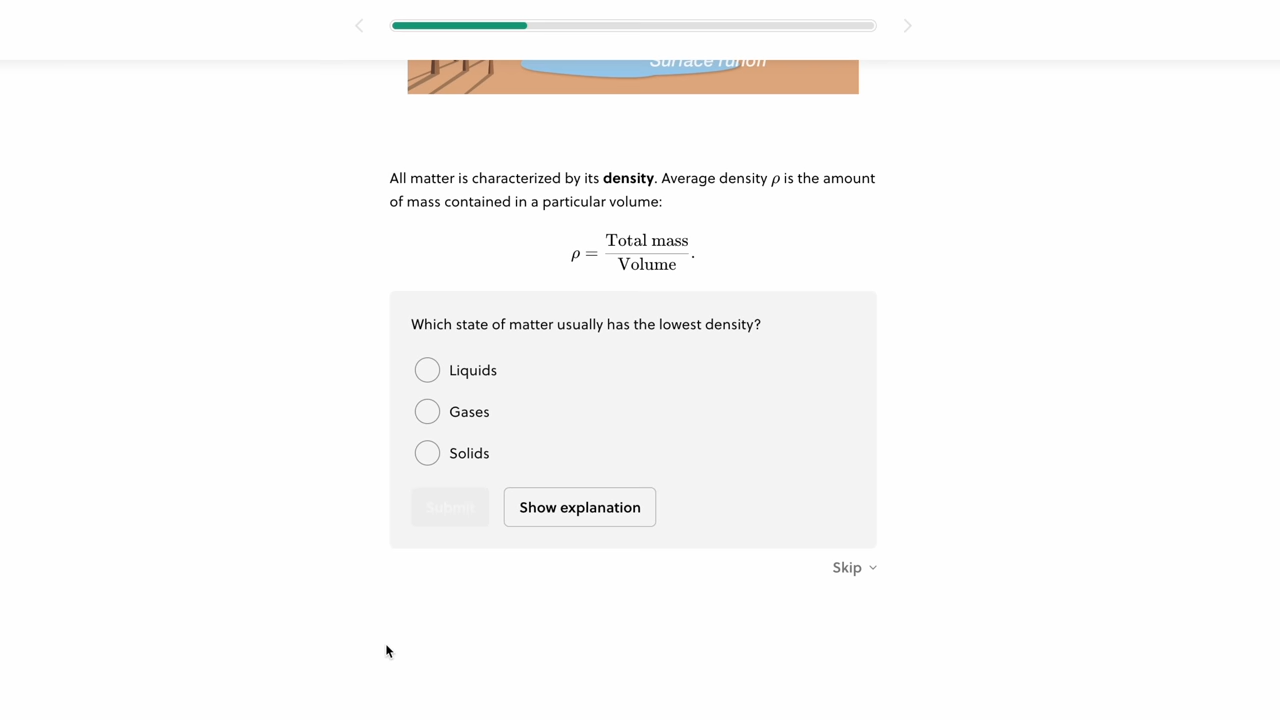 Surface runoff
All matter is characterized by its density. Average density ρ is the amount
of mass contained in a particular volume:
ρ = Total mass / Volume.
Which state of matter usually has the lowest density?
Liquids
Gases
Solids
Submit
Show explanation
Skip